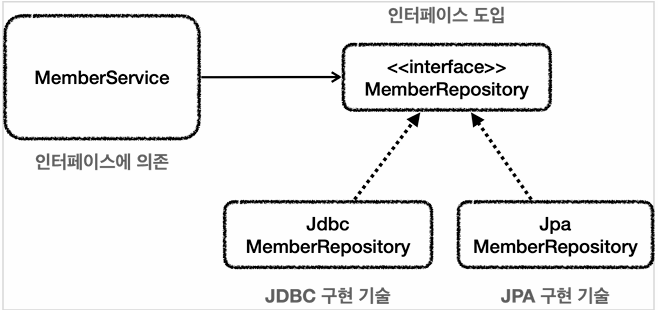 인터페이스 도입
MemberService
<<interface>>
MemberRepository
인터페이스에 의존
Jdbc
MemberRepository
Jpa
MemberRepository
JDBC 구현 기술
JPA 구현 기술